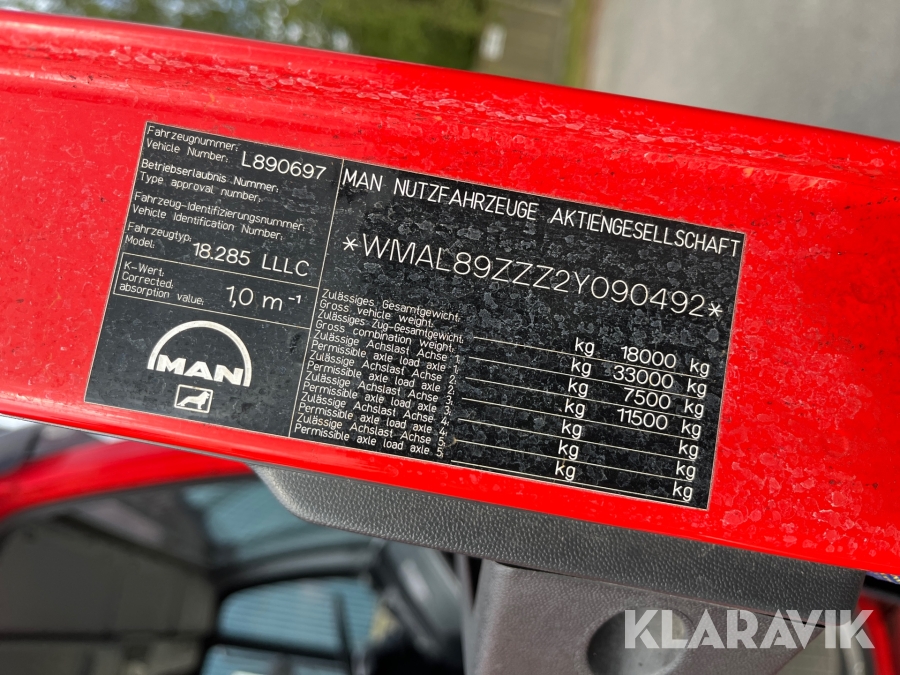 Fahrzeugnummer:
Vehicle Number: L890697
Betriebserlaubnis Nummer:
Type approval number:
Fahrzeug-Identifizierungsnummer:
Vehicle Identification Number:
Fahrzeugtyp:
Model: 18.285 LLLC
K-Wert:
Corrected:
absorption value: 1,0 m⁻¹
MAN
MAN NUTZFAHRZEUGE AKTIENGESELLSCHAFT
*WMAL89ZZZ2Y090492*
Zulässiges Gesamtgewicht:
Gross vehicle weight: kg 18000 kg
Zulässiges Zug-Gesamtgewicht:
Gross combination weight: kg 33000 kg
Zulässige Achslast Achse 1:
Permissible axle load axle 1: kg 7500 kg
Zulässige Achslast Achse 2:
Permissible axle load axle 2: kg 11500 kg
Zulässige Achslast Achse 3:
Permissible axle load axle 3: kg kg
Zulässige Achslast Achse 4:
Permissible axle load axle 4: kg kg
Zulässige Achslast Achse 5:
Permissible axle load axle 5: kg kg
KLARAVIK